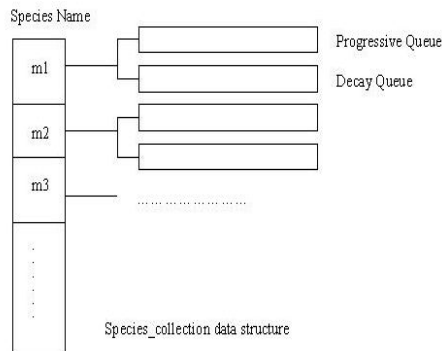 Species Name
Progressive Queue
m1
Decay Queue
m2
m3
........................
.......
Species_collection data structure